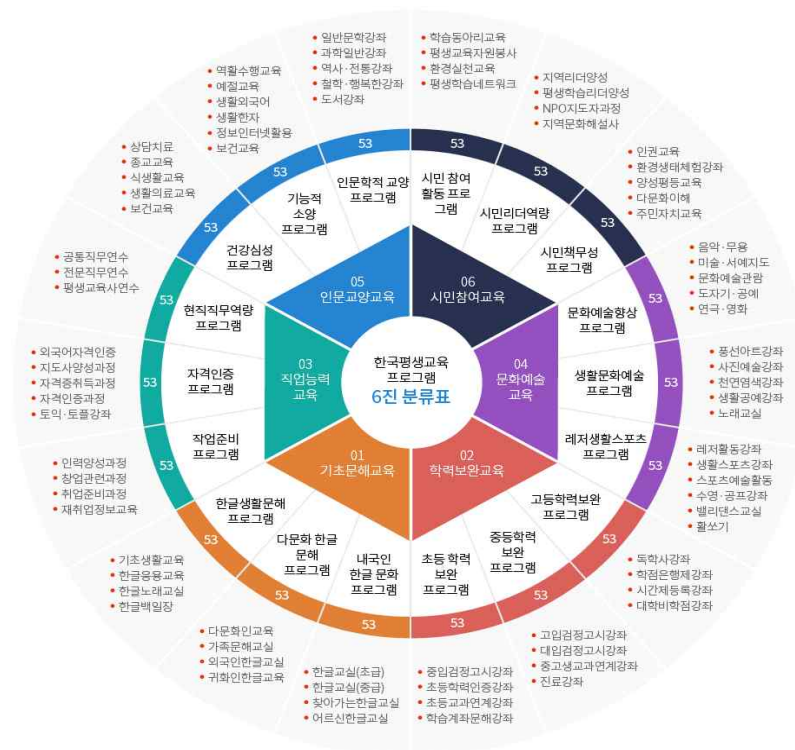 한국평생교육
프로그램
6진 분류표
01
기초문해교육
02
학력보완교육
03
직업능력
교육
04
문화예술
교육
05
인문교양교육
06
시민참여교육
인문학적 교양
프로그램
53
• 일반문학강좌
• 과학일반강좌
• 역사·전통강좌
• 철학·행복한강좌
• 도서강좌
기능적
소양
프로그램
53
• 역활수행교육
• 예절교육
• 생활외국어
• 생활한자
• 정보인터넷활용
• 보건교육
건강심성
프로그램
53
• 상담치료
• 종교교육
• 식생활교육
• 생활의료교육
• 보건교육
현직직무역량
프로그램
53
• 공통직무연수
• 전문직무연수
• 평생교육사연수
자격인증
프로그램
53
• 외국어자격인증
• 지도사양성과정
• 자격증취득과정
• 자격인증과정
• 토익·토플강좌
작업준비
프로그램
53
• 인력양성과정
• 창업관련과정
• 취업준비과정
• 재취업정보교육
한글생활문해
프로그램
53
• 기초생활교육
• 한글응용교육
• 한글노래교실
• 한글백일장
다문화 한글
문해
프로그램
53
• 다문화인교육
• 가족문해교실
• 외국인한글교실
• 귀화인한글교육
내국인
한글 문화
프로그램
53
• 한글교실(초급)
• 한글교실(중급)
• 찾아가는한글교실
• 어르신한글교실
초등 학력
보완
프로그램
53
• 중입검정고시강좌
• 초등학력인증강좌
• 초등교과연계강좌
• 학습계좌문해강좌
중등학력
보완
프로그램
53
• 고입검정고시강좌
• 대입검정고시강좌
• 중고생교과연계강좌
• 진료강좌
고등학력보완
프로그램
53
• 독학사강좌
• 학점은행제강좌
• 시간제등록강좌
• 대학비학점강좌
레저생활스포츠
프로그램
53
• 레저활동강좌
• 생활스포츠강좌
• 스포츠예술활동
• 수영·골프강좌
• 밸리댄스교실
• 활쏘기
생활문화예술
프로그램
53
• 풍선아트강좌
• 사진예술강좌
• 천연염색강좌
• 생활공예강좌
• 노래교실
문화예술향상
프로그램
53
• 음악·무용
• 미술·서예지도
• 문화예술관람
• 도자기·공예
• 연극·영화
시민책무성
프로그램
53
• 인권교육
• 환경생태체험강좌
• 양성평등교육
• 다문화이해
• 주민자치교육
시민리더역량
프로그램
53
• 지역리더양성
• 평생학습리더양성
• NPO지도자과정
• 지역문화해설사
시민 참여
활동 프로
그램
53
• 학습동아리교육
• 평생교육자원봉사
• 환경실천교육
• 평생학습네트워크